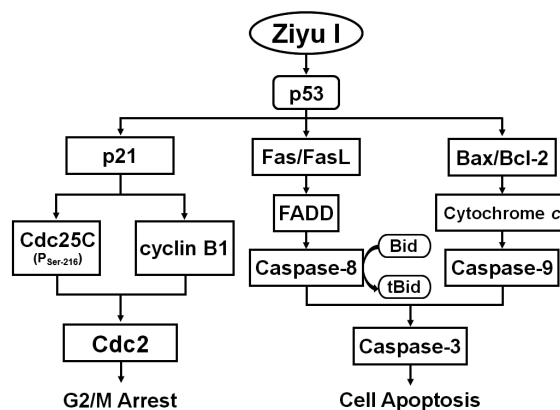 Ziyu I
p53
p21
Fas/FasL
Bax/Bcl-2
Cdc25C
(PSer-216)
cyclin B1
FADD
Cytochrome c
Caspase-8
Bid
tBid
Caspase-9
Cdc2
Caspase-3
G2/M Arrest
Cell Apoptosis